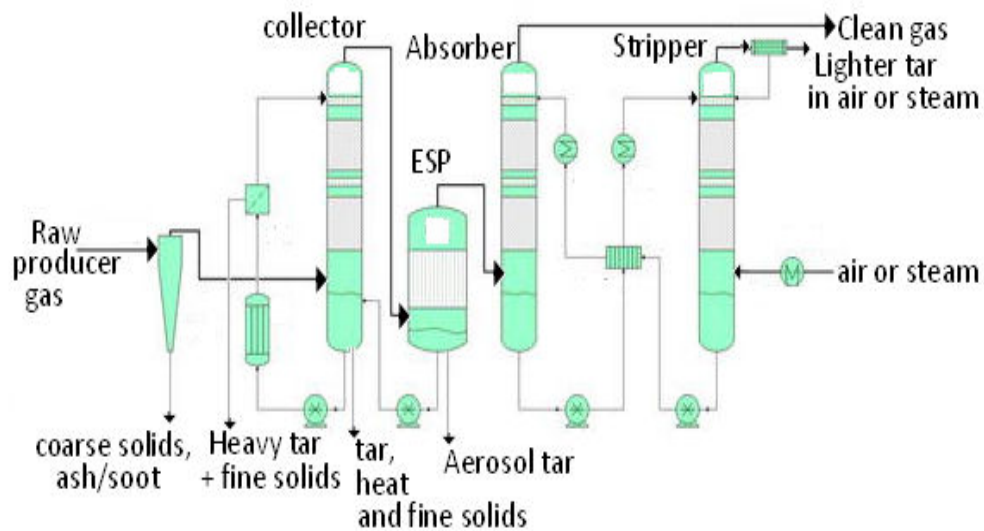 collector
Absorber
Stripper
Clean gas
Lighter tar
in air or steam
ESP
Raw
producer
gas
air or steam
coarse solids,
ash/soot
Heavy tar
+ fine solids
tar,
heat
and fine solids
Aerosol tar